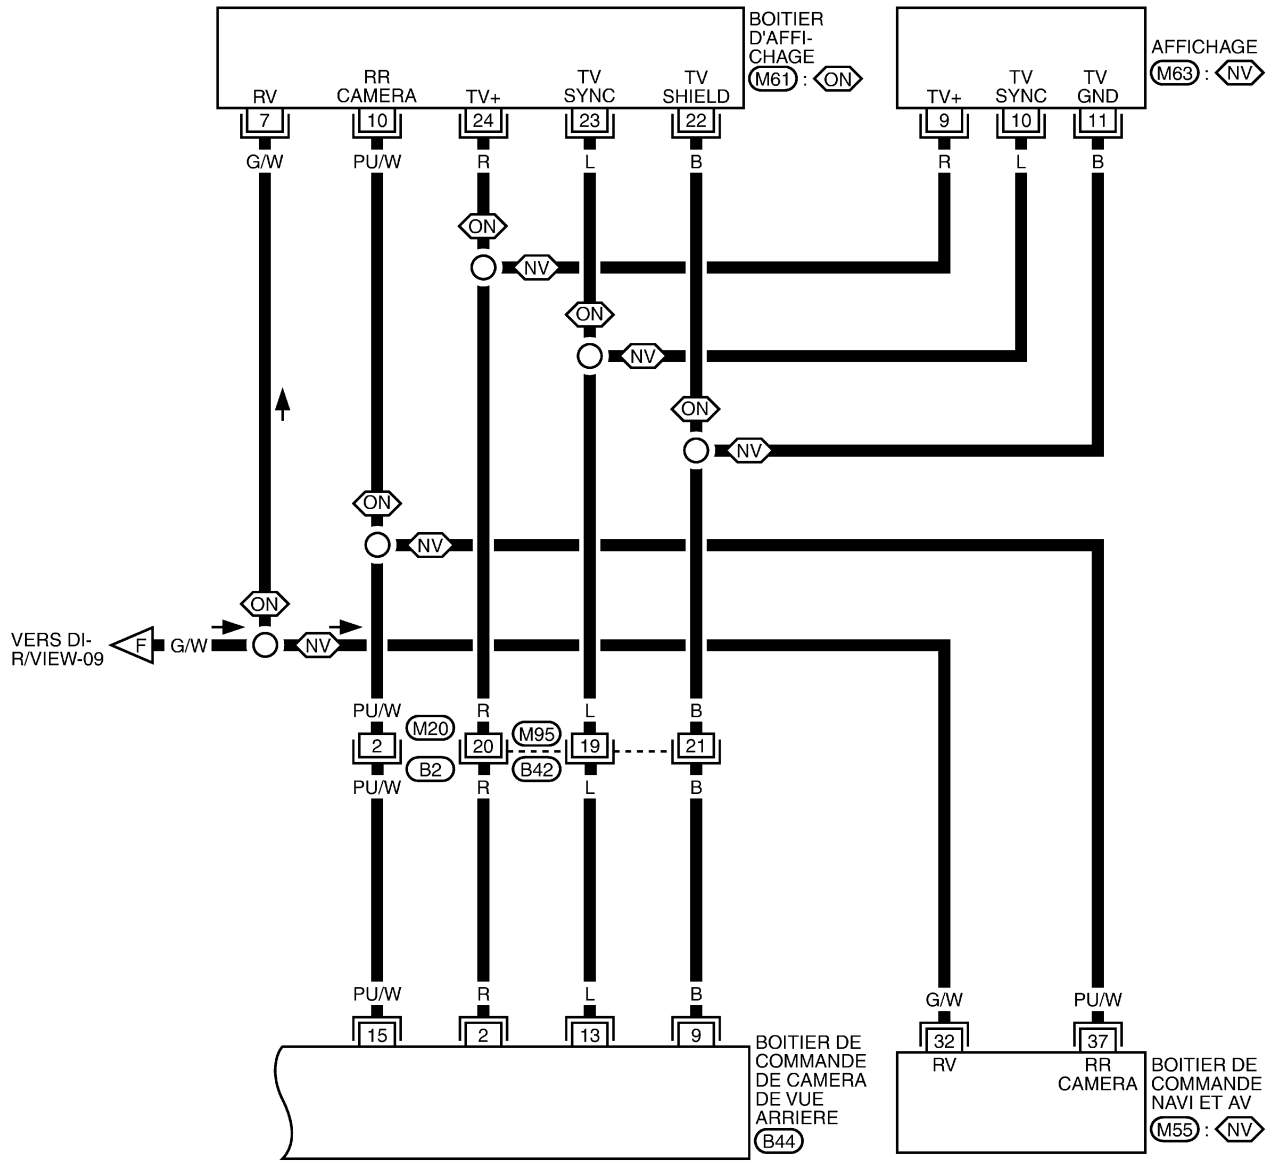 BOITIER
D'AFFI-
CHAGE
M61 : ON
AFFICHAGE
M63 : NV
RV
RR
CAMERA
TV+
TV
SYNC
TV
SHIELD
TV+
TV
SYNC
TV
GND
7 10 24 23 22 9 10 11
G/W PU/W R L B R L B
ON
NV
ON
NV
ON
NV
ON
NV
ON
VERS DI-
R/VIEW-09
F G/W NV
PU/W R L B
M20 M95
2 20 19 21
B2 B42
PU/W R L B
PU/W R L B G/W PU/W
15 2 13 9 32 37
BOITIER DE
COMMANDE
DE CAMERA
DE VUE
ARRIERE
B44
RV
RR
CAMERA
BOITIER DE
COMMANDE
NAVI ET AV
M55 : NV